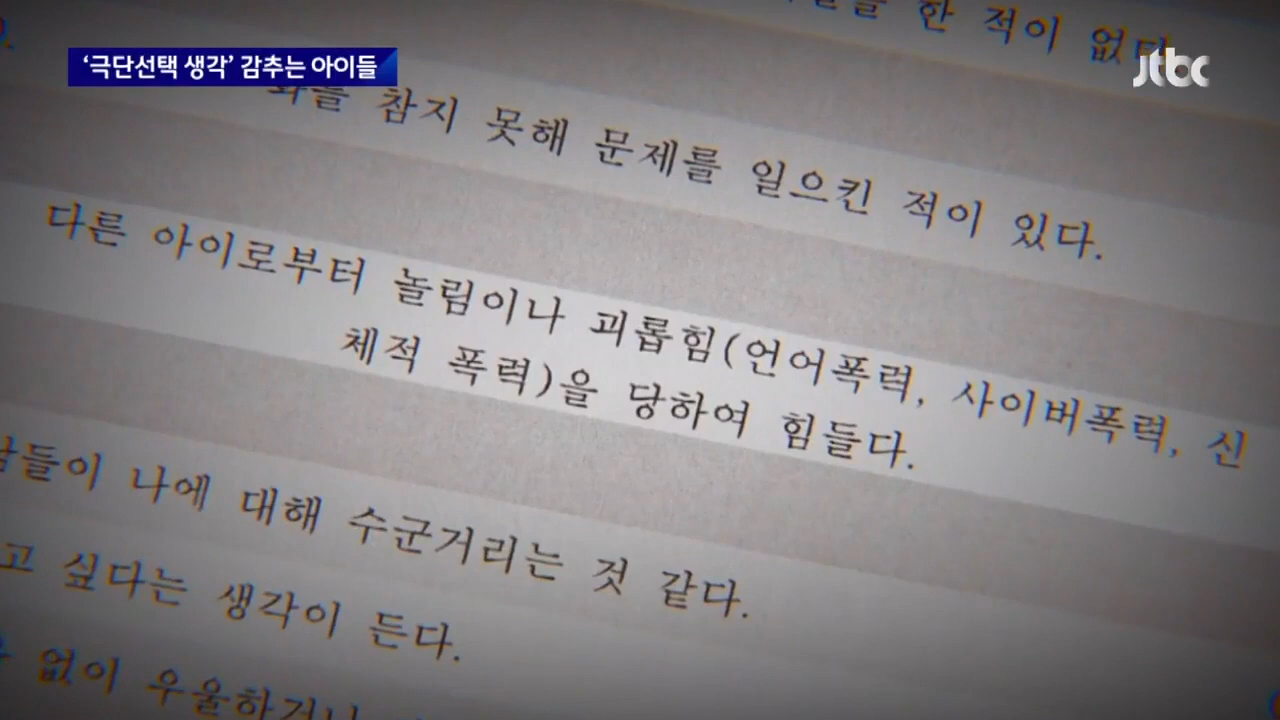 ‘극단선택 생각’ 감추는 아이들
jtbc
한 적이 없다
화를 참지 못해 문제를 일으킨 적이 있다.
다른 아이로부터 놀림이나 괴롭힘(언어폭력, 사이버폭력, 신
체적 폭력)을 당하여 힘들다.
나에 대해 수군거리는 것 같다.
고 싶다는 생각이 든다.
없이 우울하거나